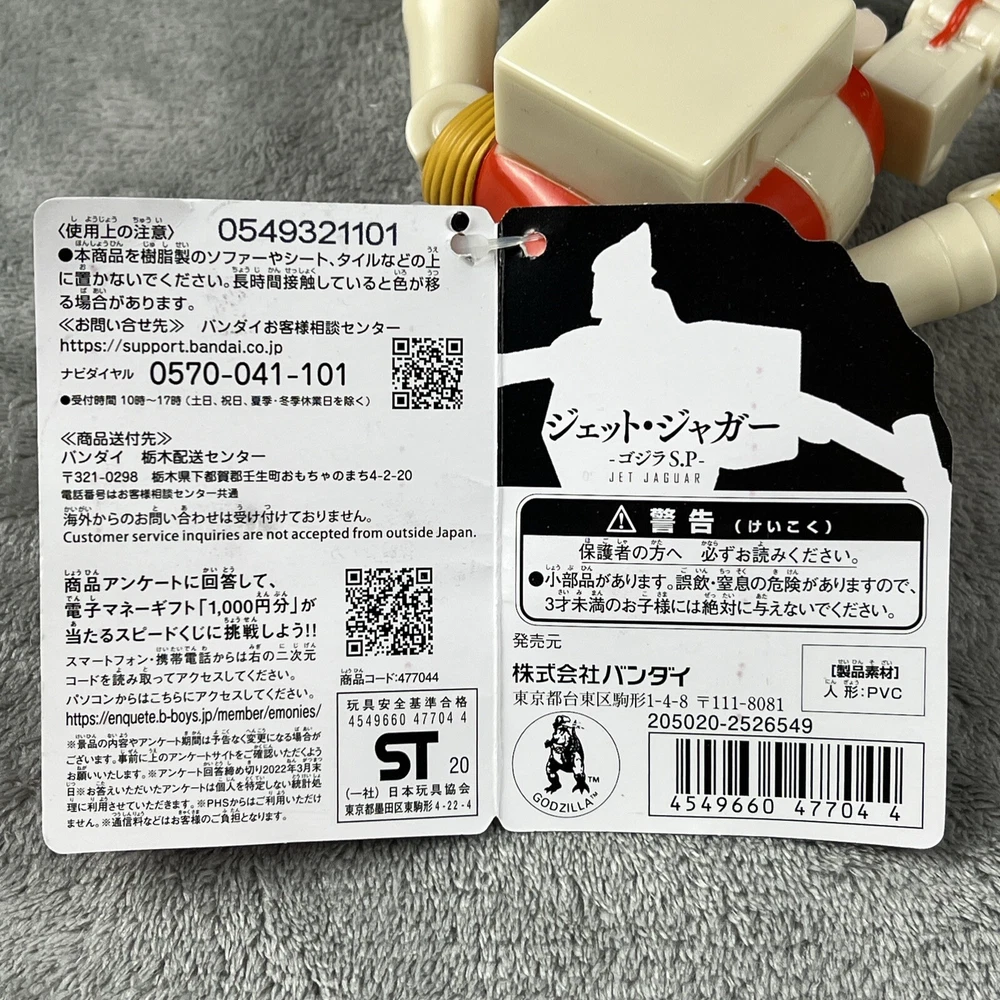 〈使用上の注意〉 0549321101
●本商品を樹脂製のソファーやシート、タイルなどの上
に置かないでください。長時間接触していると色が移
る場合があります。
≪お問い合せ先≫ バンダイお客様相談センター
https://support.bandai.co.jp
ナビダイヤル 0570-041-101
●受付時間 10時～17時(土日、祝日、夏季・冬季休業日を除く)
≪商品送付先≫
バンダイ 栃木配送センター
〒321-0298 栃木県下都賀郡壬生町おもちゃのまち4-2-20
電話番号はお客様相談センター共通
海外からのお問い合わせは受け付けておりません。
Customer service inquiries are not accepted from outside Japan.
商品アンケートに回答して、
電子マネーギフト「1,000円分」が
当たるスピードくじに挑戦しよう!!
スマートフォン・携帯電話からは右の二次元
コードを読み取ってアクセスしてください。
パソコンからはこちらにアクセスしてください。
https://enquete.b-boys.jp/member/emonies/
※景品の内容やアンケート期間は予告なく変更になる場合が
ございます。事前に上のアンケートサイトをご確認いただくよう
お願いいたします。※アンケート回答締め切り2022年3月末
日※お答えいただいたアンケートは個人を特定しない統計処
理に利用させていただきます。※PHSからはご利用いただけ
ません。※通信料などはお客様のご負担となります。
商品コード:477044
玩具安全基準合格
4549660 47704 4
ST 20
(一社) 日本玩具協会
東京都墨田区東駒形4-22-4
ジェット・ジャガー
-ゴジラ S.P-
JET JAGUAR
警告 (けいこく)
保護者の方へ 必ずお読みください。
●小部品があります。誤飲・窒息の危険がありますので、
3才未満のお子様には絶対に与えないでください。
発売元
株式会社バンダイ
東京都台東区駒形1-4-8 〒111-8081
[製品素材]
人形:PVC
205020-2526549
GODZILLA™
TM
4549660 47704 4